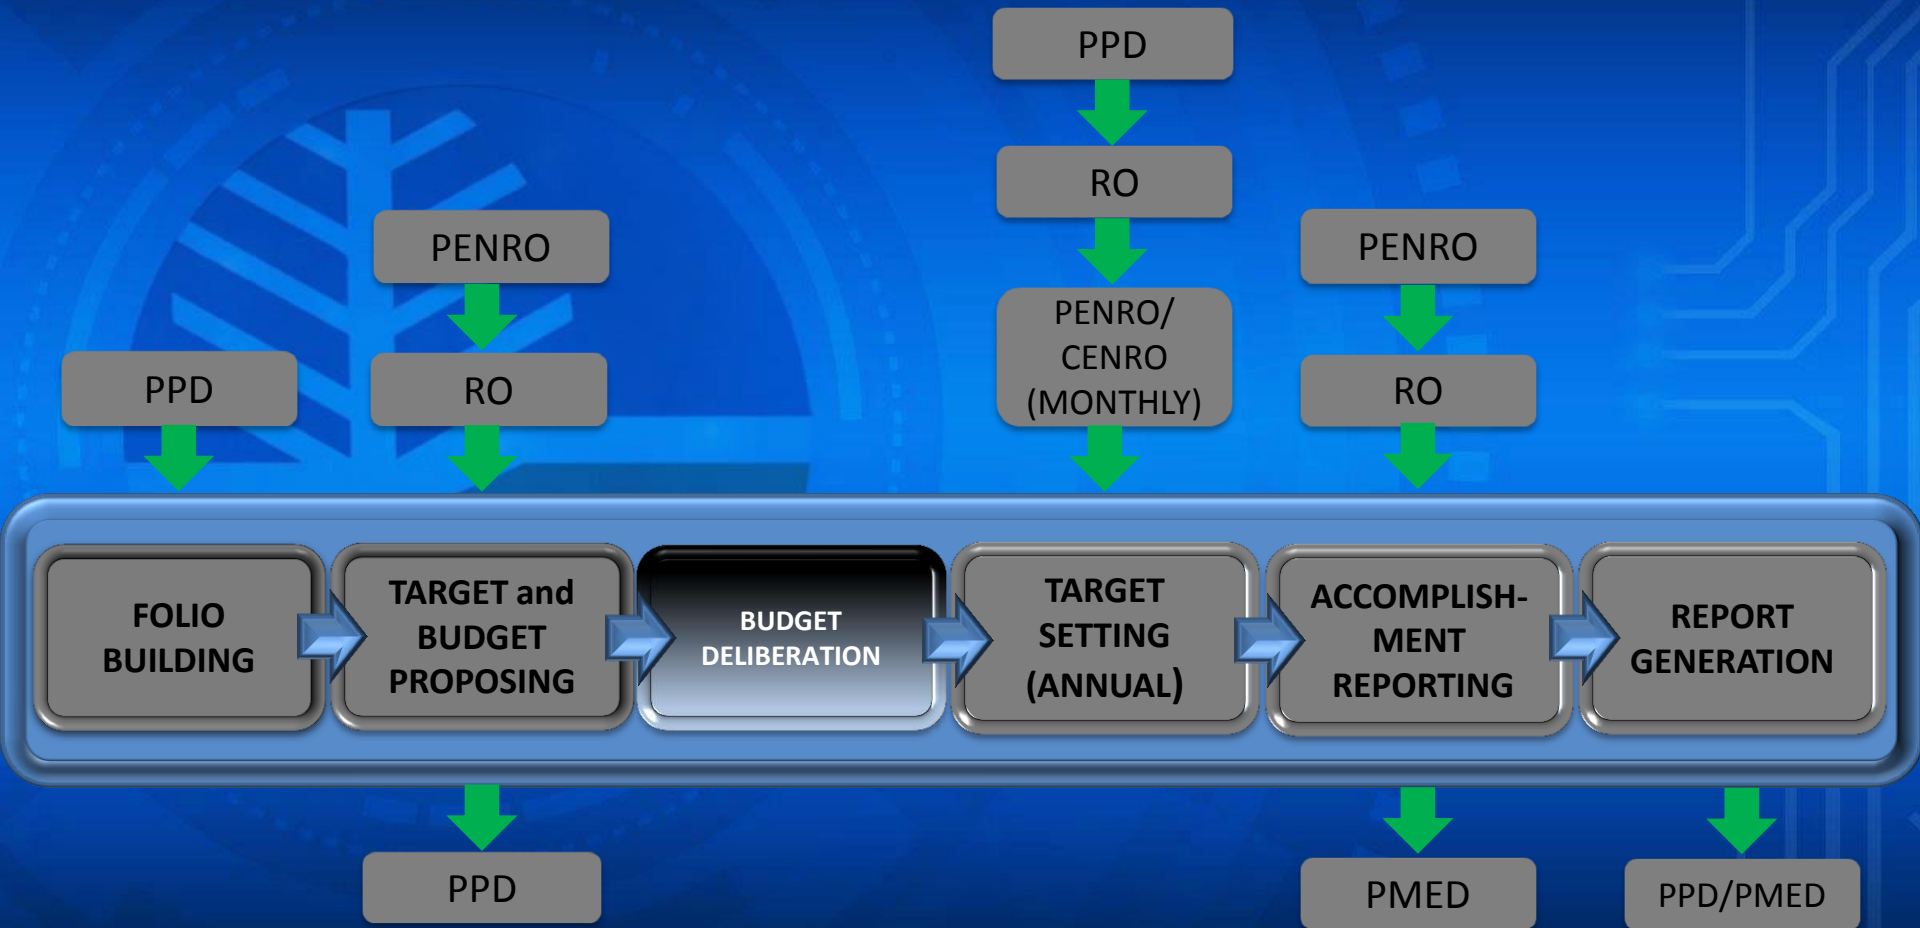 PPD
RO
PENRO
PENRO
PENRO/
CENRO
(MONTHLY)
PPD
RO
RO
FOLIO
BUILDING
TARGET and
BUDGET
PROPOSING
BUDGET
DELIBERATION
TARGET
SETTING
(ANNUAL)
ACCOMPLISH-
MENT
REPORTING
REPORT
GENERATION
PPD
PMED
PPD/PMED